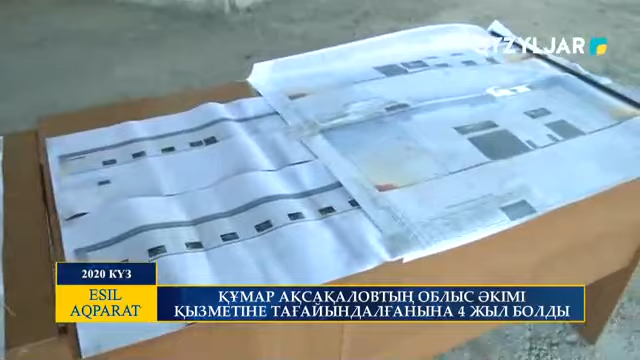 QYZYLJAR
2020 КҮЗ
ESIL
AQPARAT
ҚҰМАР АҚСАҚАЛОВТЫҢ ОБЛЫС ӘКІМІ
ҚЫЗМЕТІНЕ ТАҒАЙЫНДАЛҒАНЫНА 4 ЖЫЛ БОЛДЫ